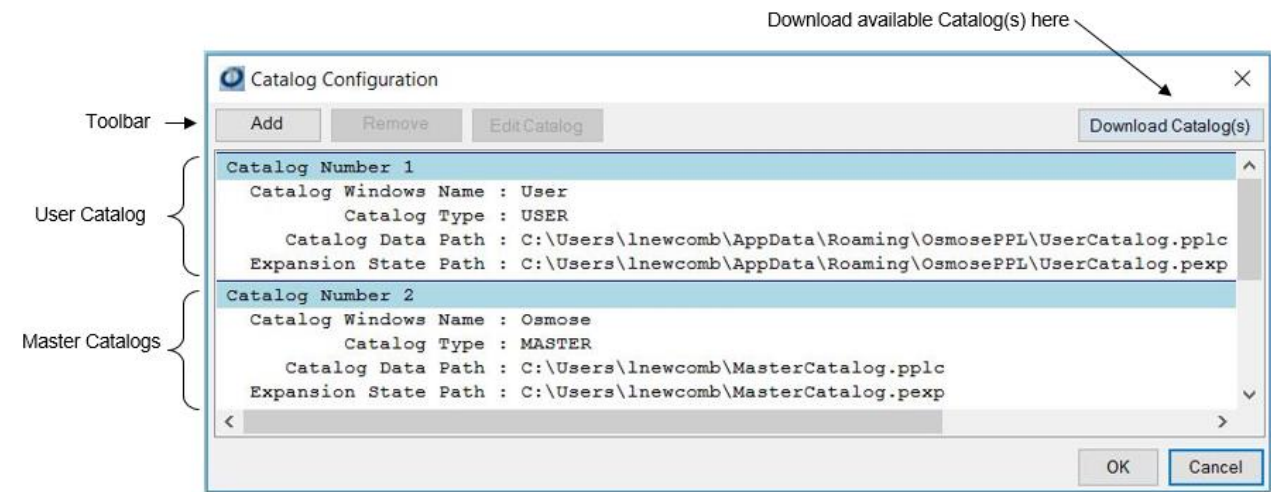 Download available Catalog(s) here
Catalog Configuration
Toolbar
Add Remove Edit Catalog Download Catalog(s)
User Catalog
Catalog Number 1
Catalog Windows Name : User
Catalog Type : USER
Catalog Data Path : C:\Users\lnewcomb\AppData\Roaming\OsmosePPL\UserCatalog.pplc
Expansion State Path : C:\Users\lnewcomb\AppData\Roaming\OsmosePPL\UserCatalog.pexp
Master Catalogs
Catalog Number 2
Catalog Windows Name : Osmose
Catalog Type : MASTER
Catalog Data Path : C:\Users\lnewcomb\MasterCatalog.pplc
Expansion State Path : C:\Users\lnewcomb\MasterCatalog.pexp
OK Cancel